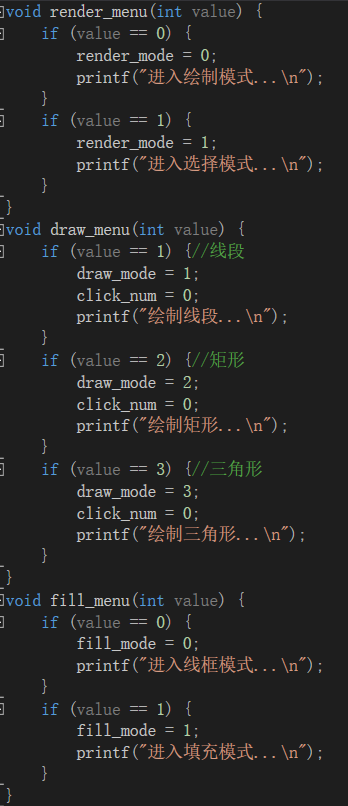 void render_menu(int value) {
    if (value == 0) {
        render_mode = 0;
        printf("进入绘制模式...\n");
    }
    if (value == 1) {
        render_mode = 1;
        printf("进入选择模式...\n");
    }
}
void draw_menu(int value) {
    if (value == 1) {//线段
        draw_mode = 1;
        click_num = 0;
        printf("绘制线段...\n");
    }
    if (value == 2) {//矩形
        draw_mode = 2;
        click_num = 0;
        printf("绘制矩形...\n");
    }
    if (value == 3) {//三角形
        draw_mode = 3;
        click_num = 0;
        printf("绘制三角形...\n");
    }
}
void fill_menu(int value) {
    if (value == 0) {
        fill_mode = 0;
        printf("进入线框模式...\n");
    }
    if (value == 1) {
        fill_mode = 1;
        printf("进入填充模式...\n");
    }
}